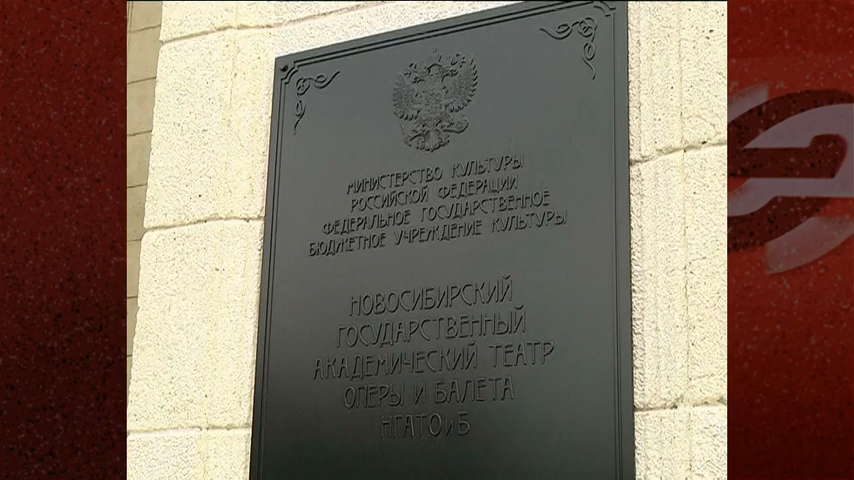 МИНИСТЕРСТВО КУЛЬТУРЫ
РОССИЙСКОЙ ФЕДЕРАЦИИ
ФЕДЕРАЛЬНОЕ ГОСУДАРСТВЕННОЕ
БЮДЖЕТНОЕ УЧРЕЖДЕНИЕ КУЛЬТУРЫ
НОВОСИБИРСКИЙ
ГОСУДАРСТВЕННЫЙ
АКАДЕМИЧЕСКИЙ ТЕАТР
ОПЕРЫ И БАЛЕТА
НГАТОиБ